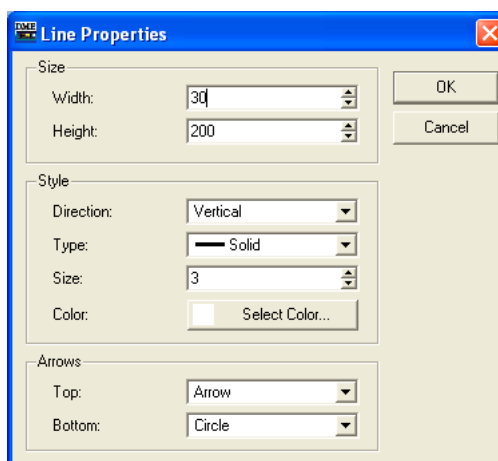 DME Line Properties
Size
Width: 30
Height: 200
OK
Cancel
Style
Direction: Vertical
Type: Solid
Size: 3
Color: Select Color...
Arrows
Top: Arrow
Bottom: Circle